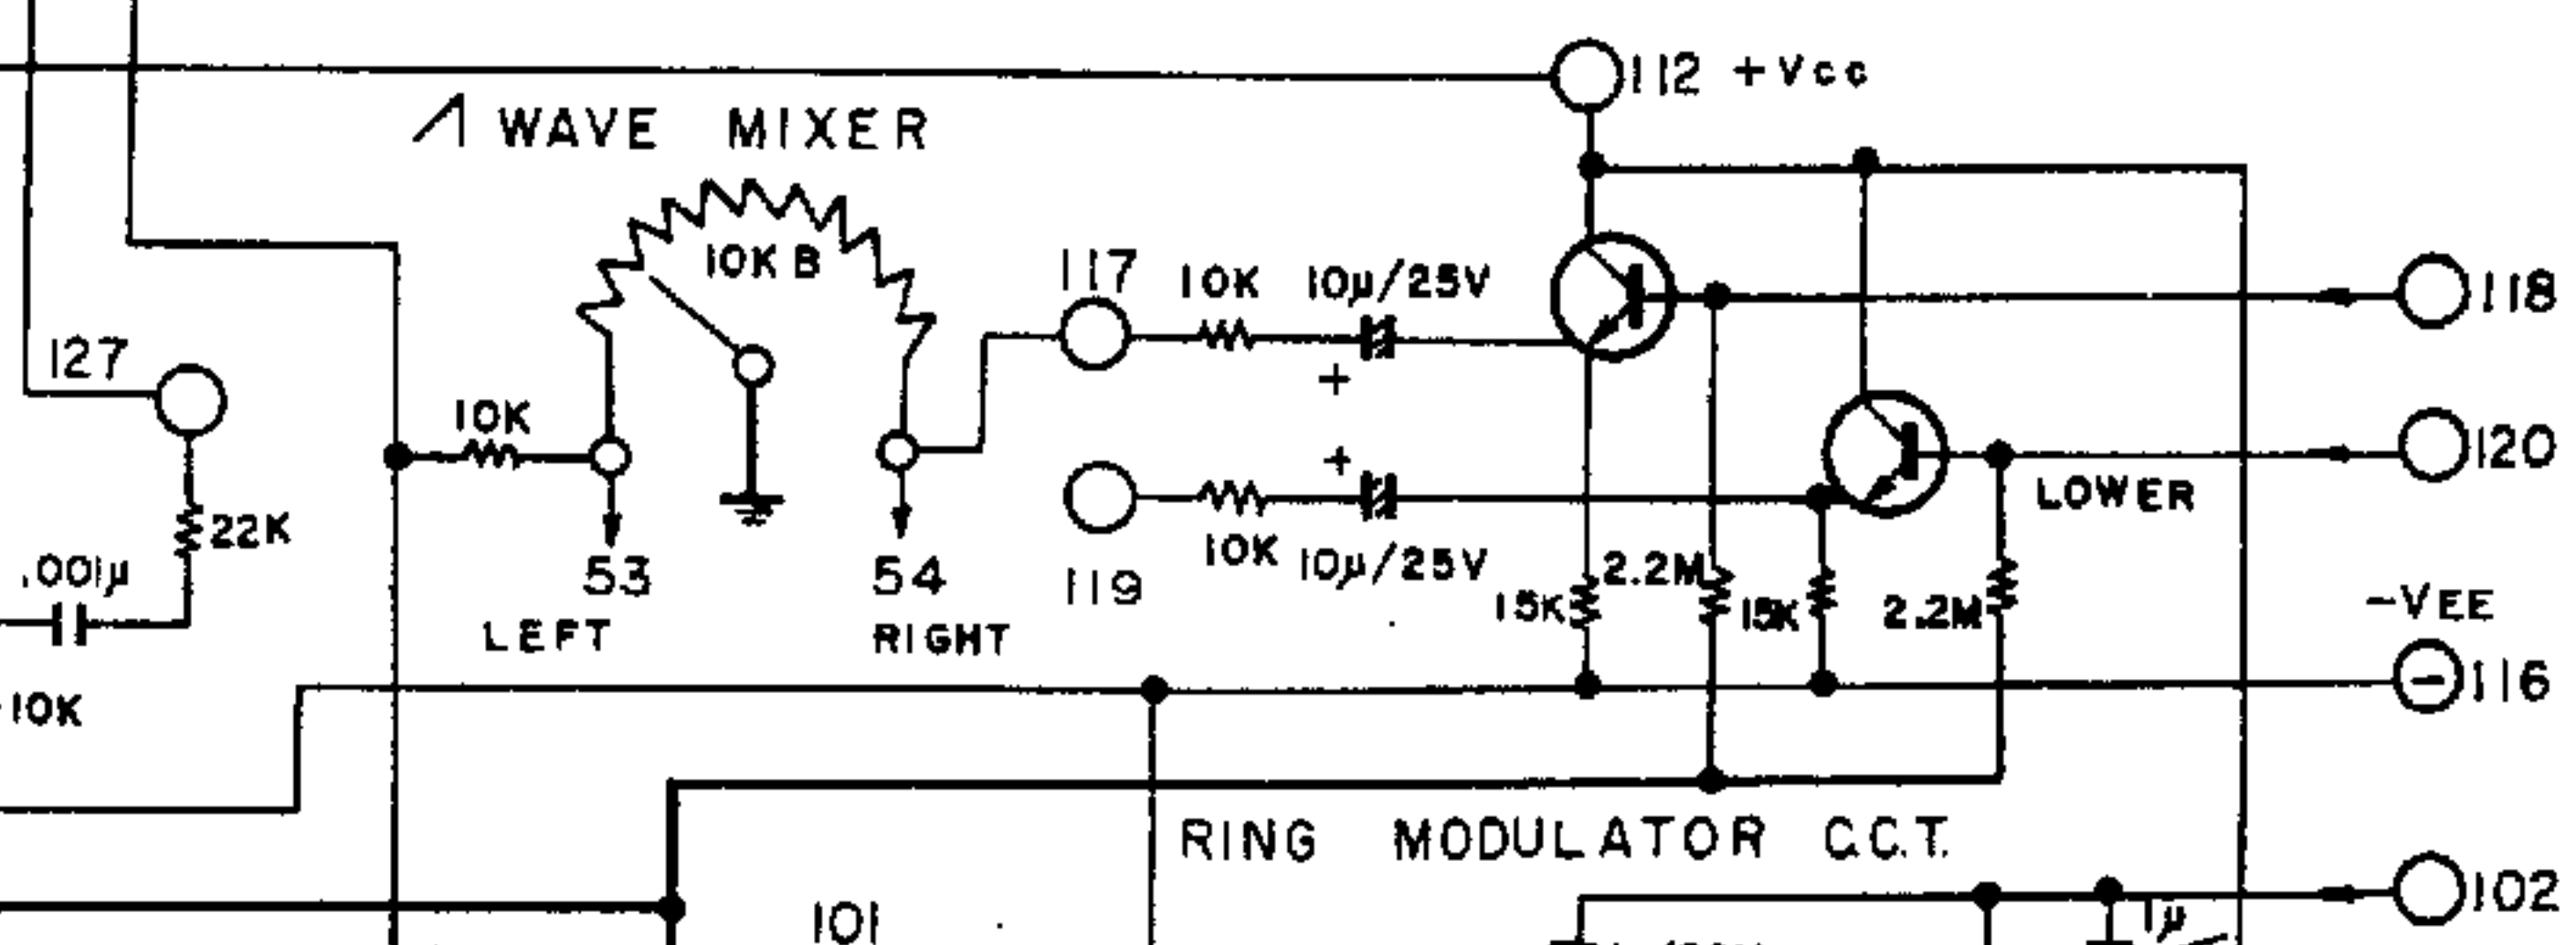 112 +Vcc
WAVE MIXER
10K B
117
10K
10µ/25V
118
127
10K
+
+
120
LOWER
22K
.001µ
53
54
119
10K
10µ/25V
15K
2.2M
15K
2.2M
-VEE
LEFT
RIGHT
-116
10K
RING MODULATOR C.C.T.
101
102
1µ